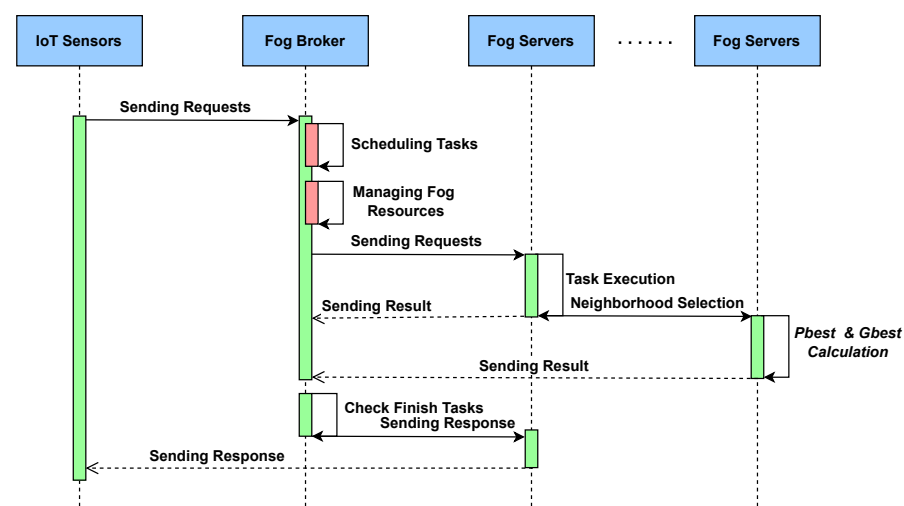 IoT Sensors
Fog Broker
Fog Servers
. . . . . .
Fog Servers
Sending Requests
Scheduling Tasks
Managing Fog
Resources
Sending Requests
Task Execution
Neighborhood Selection
Sending Result
Pbest & Gbest
Calculation
Sending Result
Check Finish Tasks
Sending Response
Sending Response